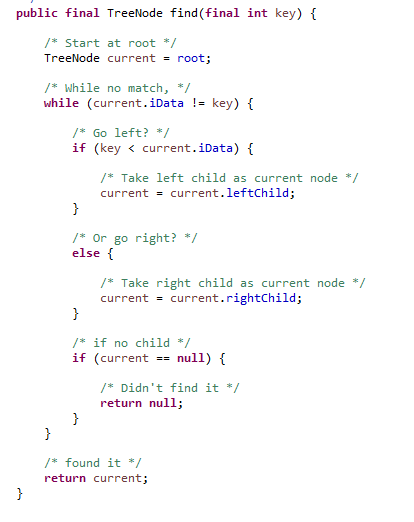 public final TreeNode find(final int key) {
/* Start at root */
TreeNode current = root;
/* While no match, */
while (current.iData != key) {
/* Go left? */
if (key < current.iData) {
/* Take left child as current node */
current = current.leftChild;
}
/* Or go right? */
else {
/* Take right child as current node */
current = current.rightChild;
}
/* if no child */
if (current == null) {
/* Didn't find it */
return null;
}
}
/* found it */
return current;
}